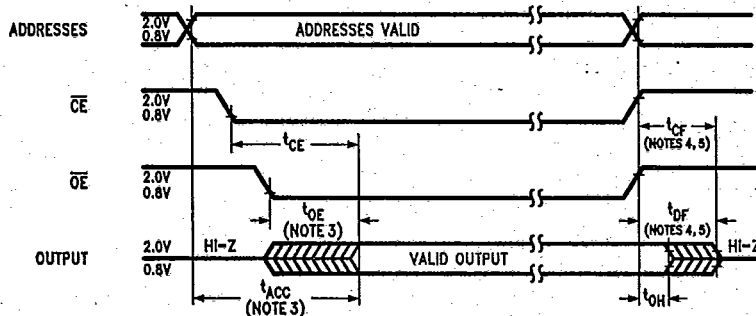 ADDRESSES 2.0V 0.8V ADDRESSES VALID
CE 2.0V 0.8V
tCE
tCF
(NOTES 4, 5)
OE 2.0V 0.8V
tOE
(NOTE 3)
tDF
(NOTES 4, 5)
OUTPUT 2.0V 0.8V HI-Z VALID OUTPUT HI-Z
tACC
(NOTE 3)
tOH